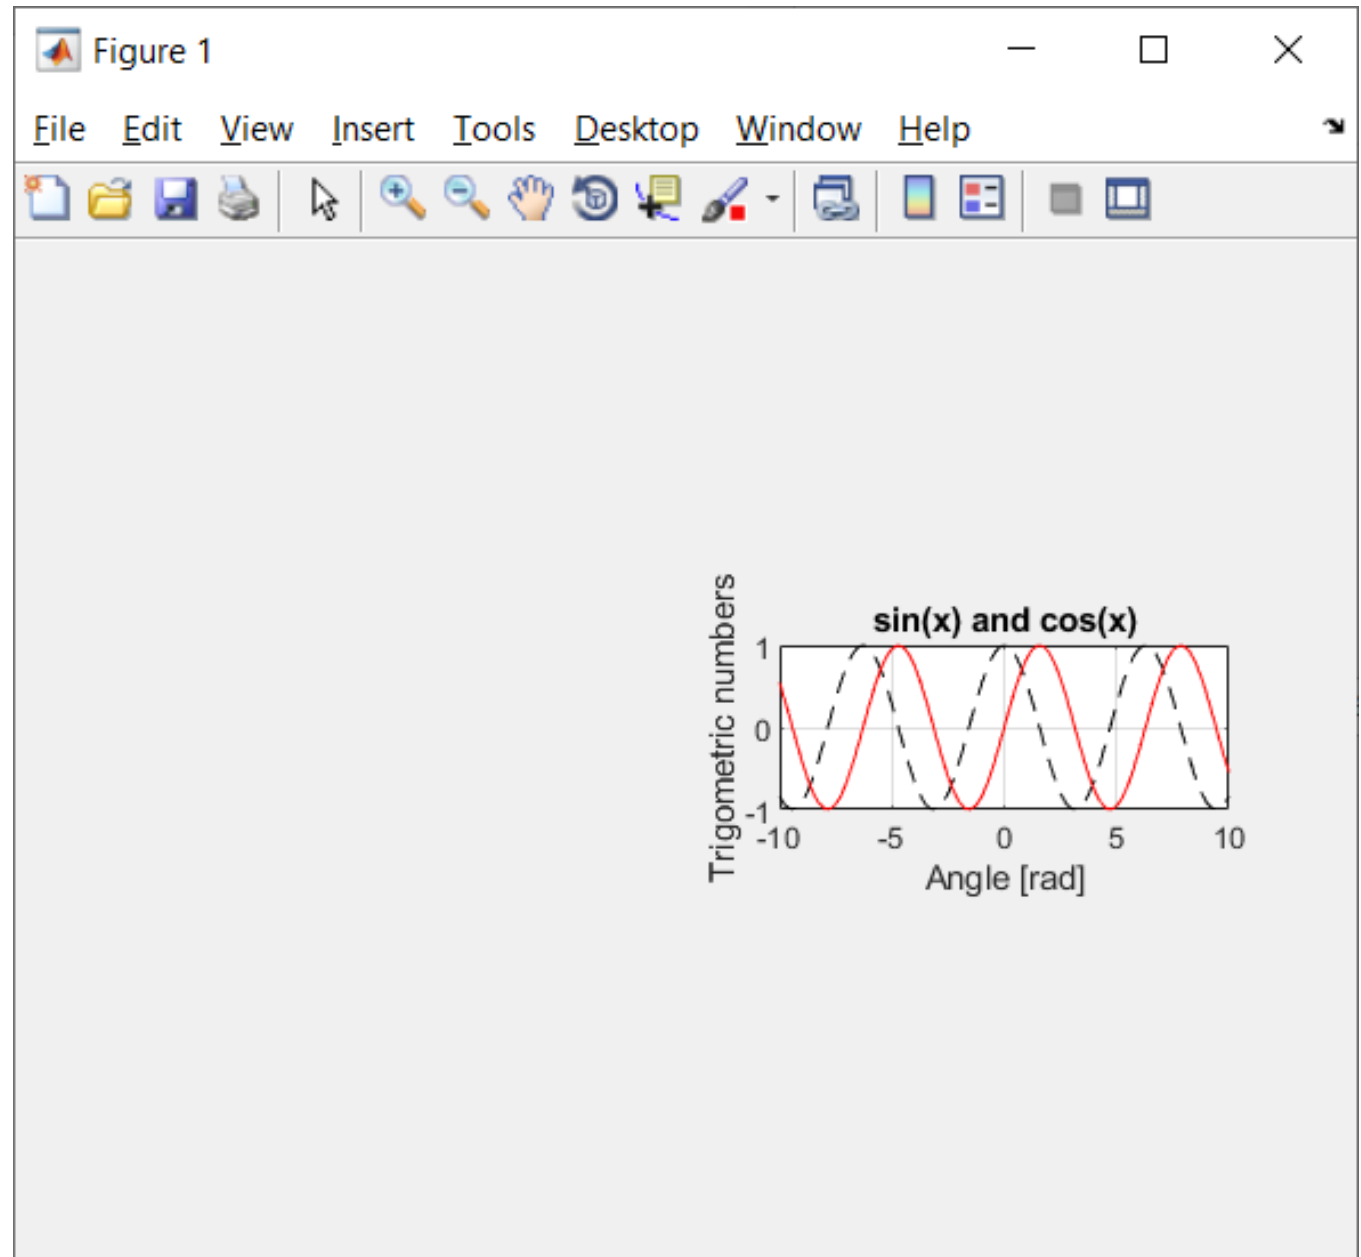 Figure 1
File Edit View Insert Tools Desktop Window Help
sin(x) and cos(x)
Trigometric numbers
1
0
-1
-10 -5 0 5 10
Angle [rad]